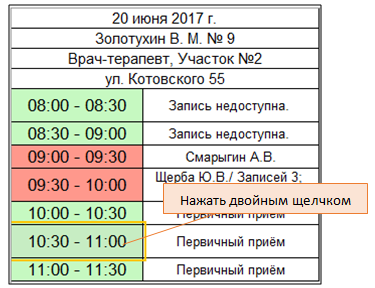 20 июня 2017 г.
Золотухин В. М. № 9
Врач-терапевт, Участок №2
ул. Котовского 55
08:00 - 08:30 Запись недоступна.
08:30 - 09:00 Запись недоступна.
09:00 - 09:30 Смарыгин А.В.
09:30 - 10:00 Щерба Ю.В./ Записей 3;
Нажать двойным щелчком
10:00 - 10:30 Первичный приём
10:30 - 11:00 Первичный приём
11:00 - 11:30 Первичный приём